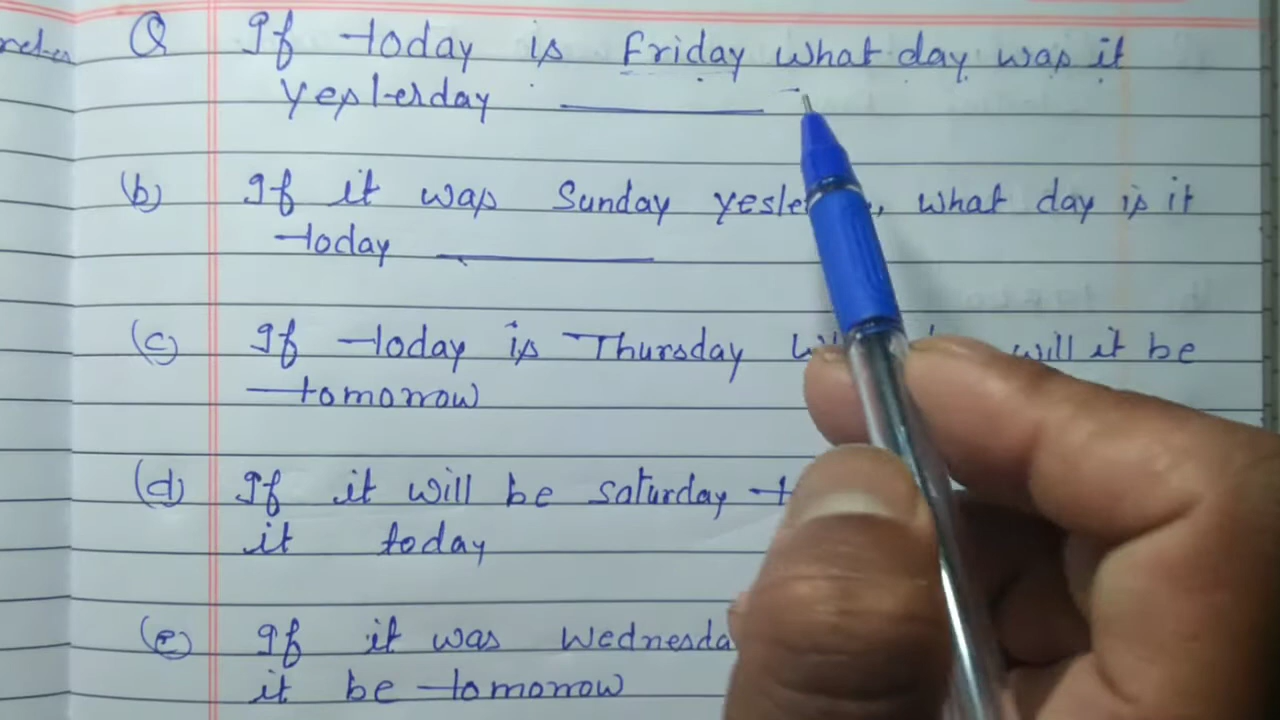 Q If today is Friday what day was it
yesterday
(b) If it was Sunday what day is it
today
(c) If today is Thursday will it be
tomorrow
(d) If it will be saturday
it today
(e) If it was
it be tomorrow